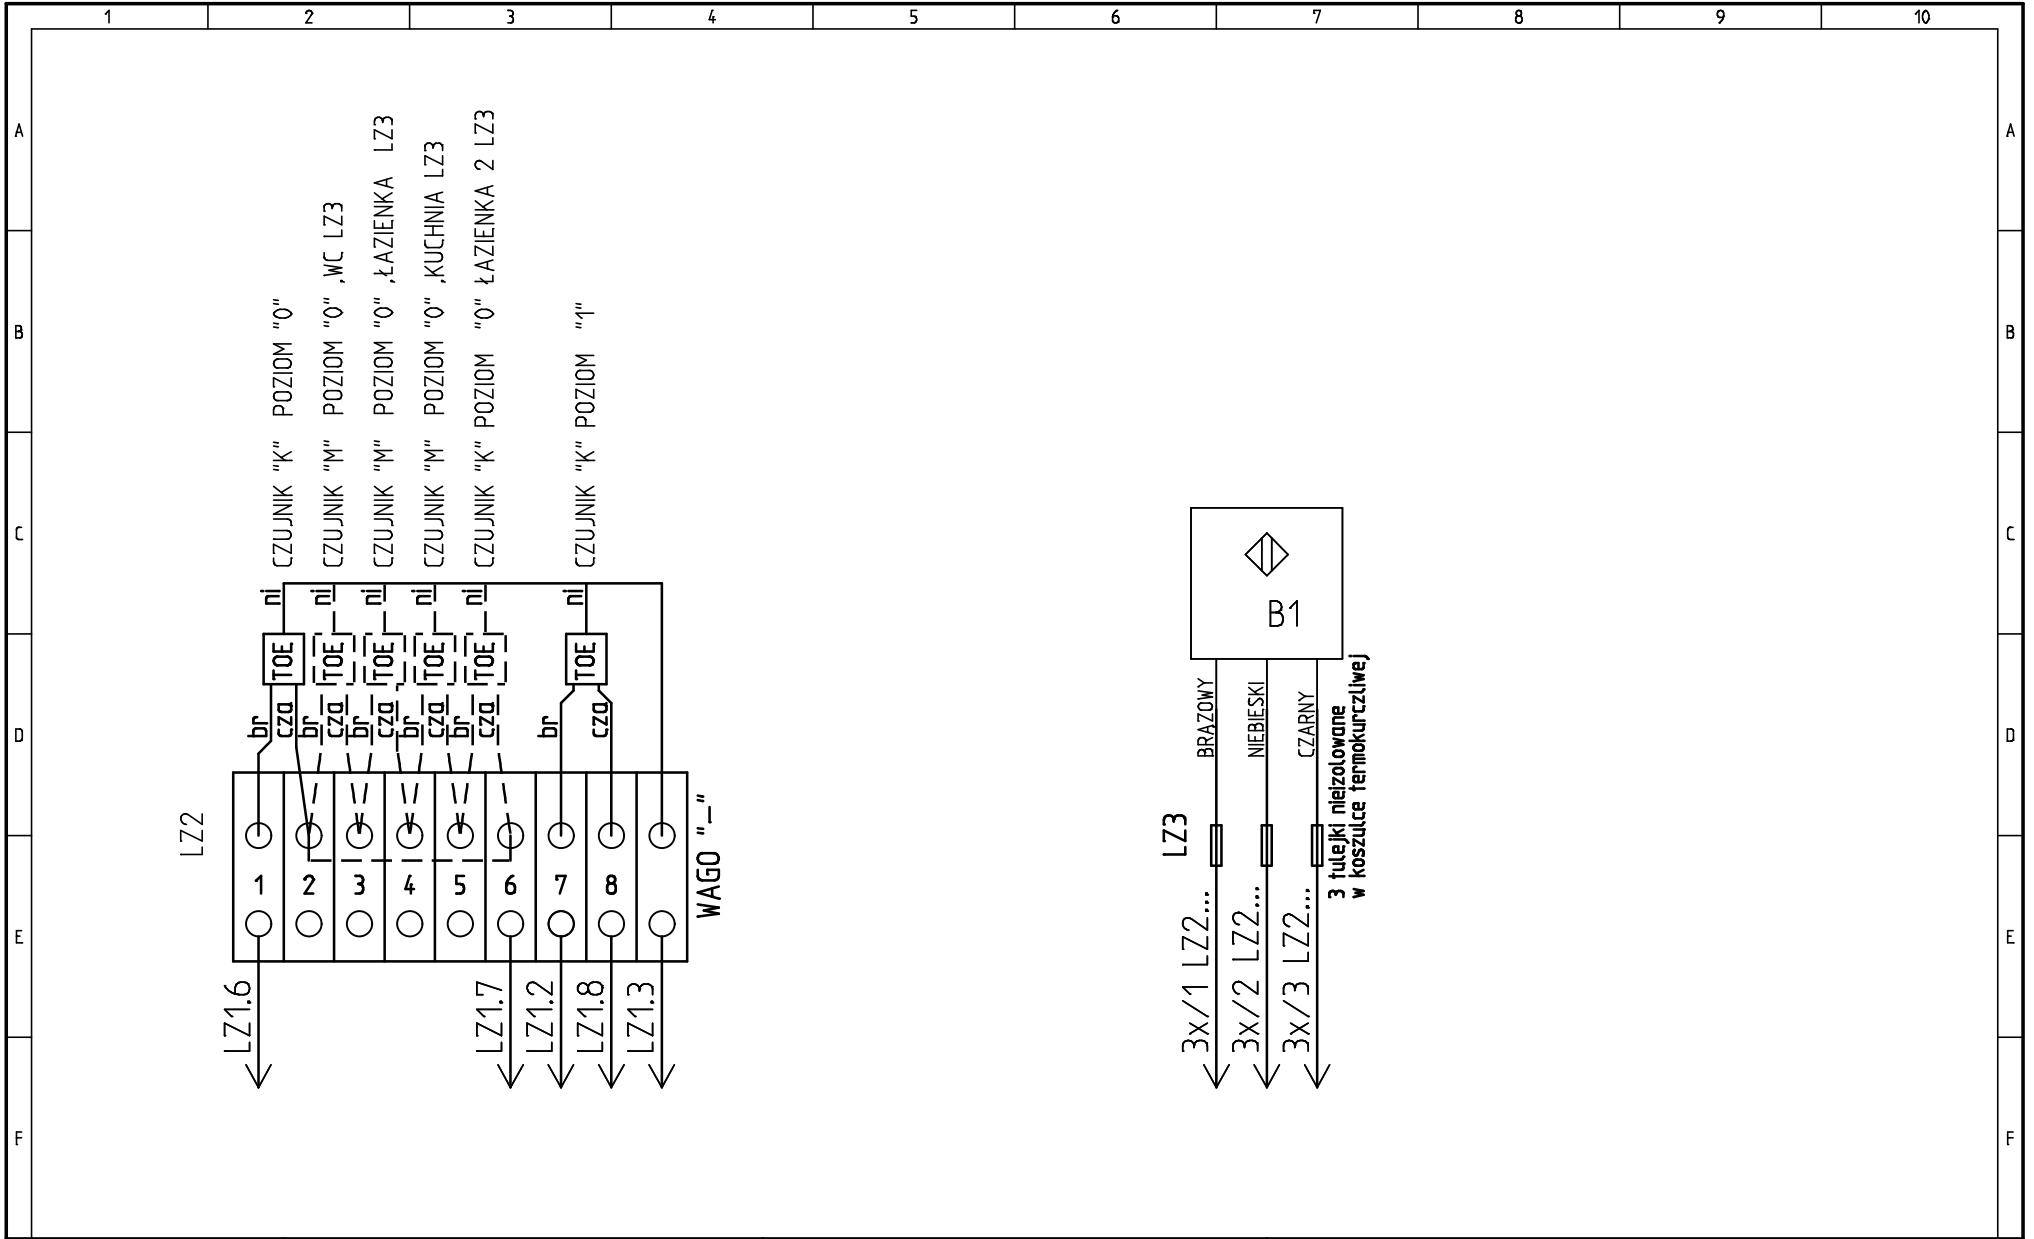 1 2 3 4 5 6 7 8 9 10
A A
B B
C C
D D
E E
F F
CZUJNIK "K" POZIOM "0"
CZUJNIK "M" POZIOM "0" ,WC LZ3
CZUJNIK "M" POZIOM "0" ,ŁAZIENKA LZ3
CZUJNIK "M" POZIOM "0" ,KUCHNIA LZ3
CZUJNIK "K" POZIOM "0" ŁAZIENKA 2 LZ3
CZUJNIK "K" POZIOM "1"
ni ni ni ni ni ni
TOE. TOE. TOE. TOE. TOE. TOE.
br cza br cza br cza br cza br cza br cza
LZ2
1 2 3 4 5 6 7 8
WAGO "–"
LZ1.6
LZ1.7
LZ1.2
LZ1.8
LZ1.3
B1
BRĄZOWY
NIEBIESKI
CZARNY
3 tulejki nieizolowane
w koszulce termokurczliwej
LZ3
3x/1 LZ2...
3x/2 LZ2...
3x/3 LZ2...